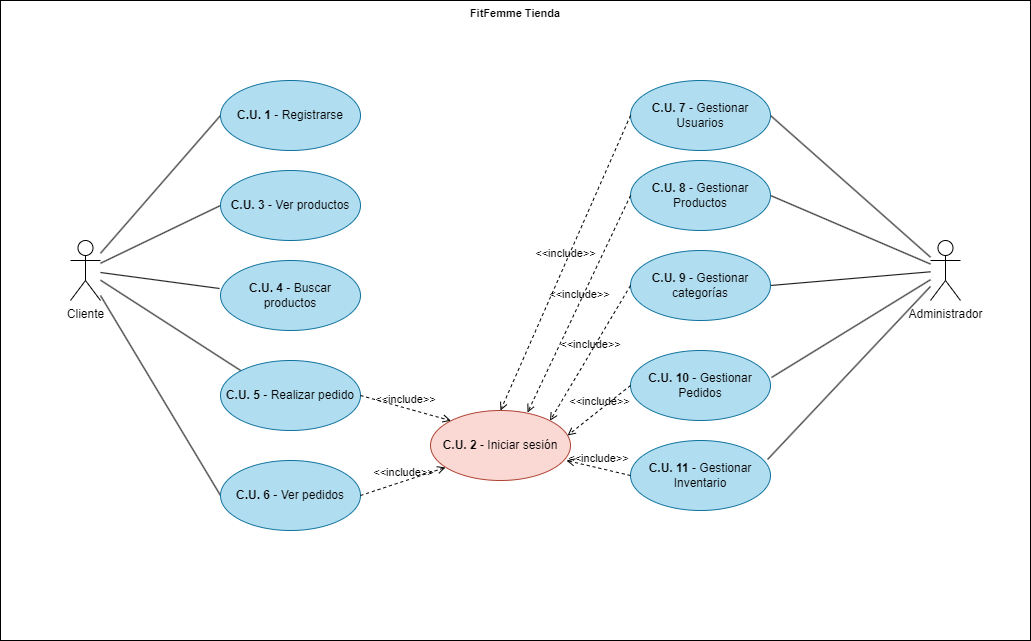 FitFemme Tienda
C.U. 1 - Registrarse
C.U. 3 - Ver productos
C.U. 4 - Buscar
productos
C.U. 5 - Realizar pedido
C.U. 6 - Ver pedidos
Cliente
<<include>>
<<include>>
C.U. 2 - Iniciar sesión
<<include>>
<<include>>
<<include>>
<<include>>
<<include>>
C.U. 7 - Gestionar
Usuarios
C.U. 8 - Gestionar
Productos
C.U. 9 - Gestionar
categorías
C.U. 10 - Gestionar
Pedidos
C.U. 11 - Gestionar
Inventario
Administrador